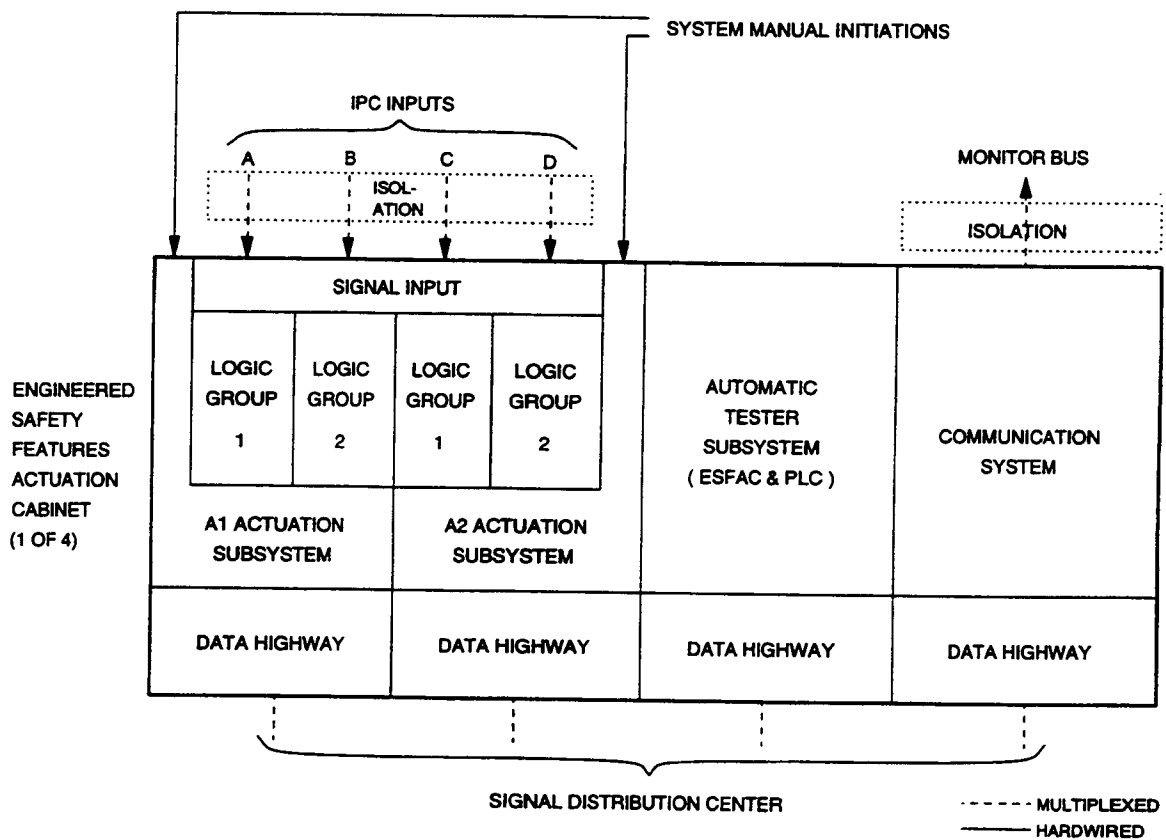 SYSTEM MANUAL INITIATIONS
IPC INPUTS
A B C D
ISOL-
ATION
MONITOR BUS
ISOLATION
SIGNAL INPUT
LOGIC
GROUP
1
LOGIC
GROUP
2
LOGIC
GROUP
1
LOGIC
GROUP
2
ENGINEERED
SAFETY
FEATURES
ACTUATION
CABINET
(1 OF 4)
A1 ACTUATION
SUBSYSTEM
A2 ACTUATION
SUBSYSTEM
AUTOMATIC
TESTER
SUBSYSTEM
( ESFAC & PLC )
COMMUNICATION
SYSTEM
DATA HIGHWAY
DATA HIGHWAY
DATA HIGHWAY
DATA HIGHWAY
SIGNAL DISTRIBUTION CENTER
MULTIPLEXED
HARDWIRED